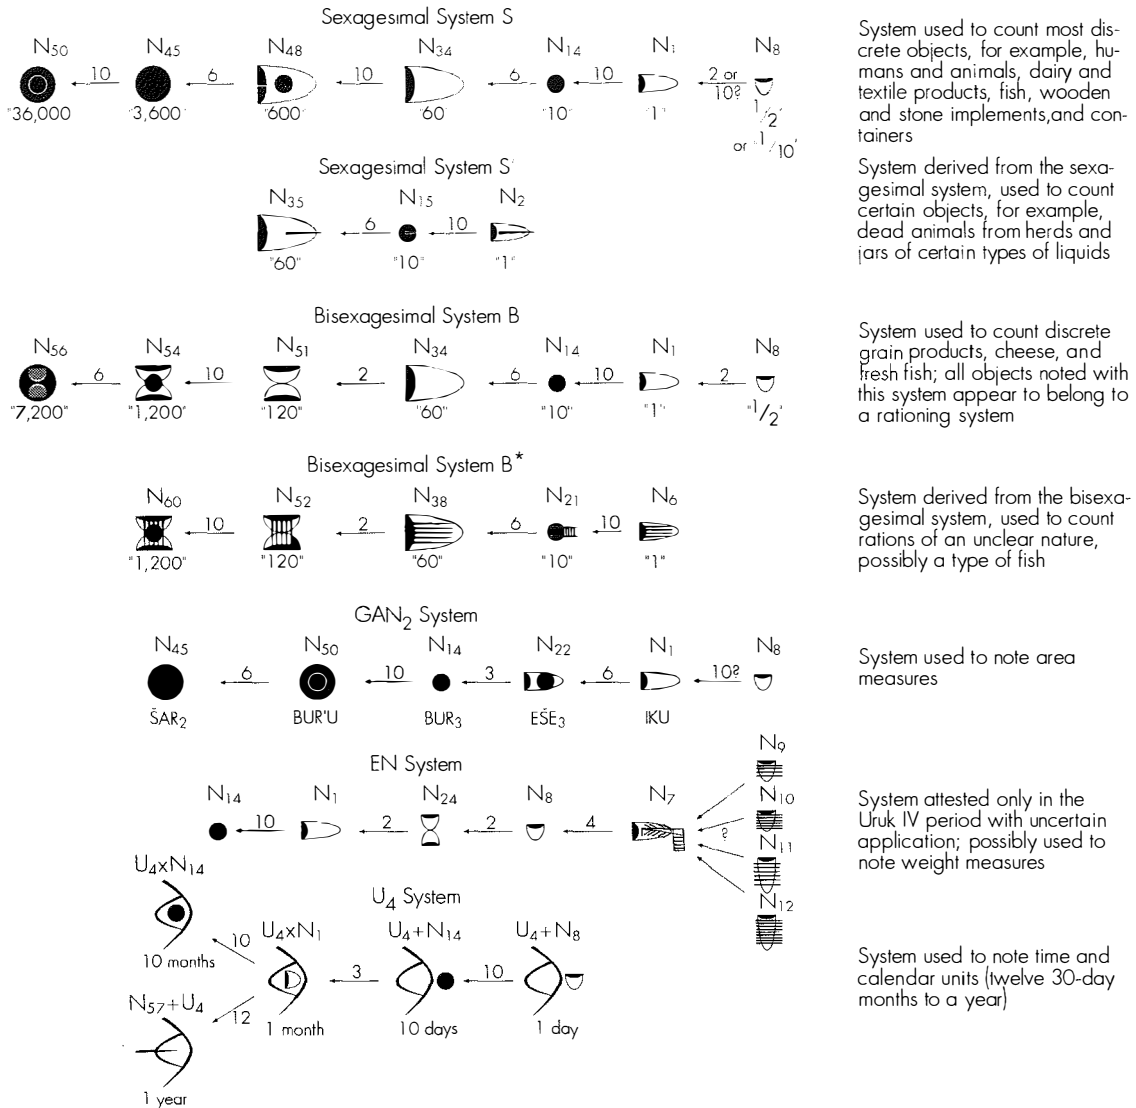 Sexagesimal System S
N50 N45 N48 N34 N14 N1 N8
10 6 10 6 10 2 or 10?
"36,000" "3,600" "600" "60" "10" "1" "1/2" or "1/10"
System used to count most dis-
crete objects, for example, hu-
mans and animals, dairy and
textile products, fish, wooden
and stone implements,and con-
tainers
Sexagesimal System S'
N35 N15 N2
6 10
"60" "10" "1"
System derived from the sexa-
gesimal system, used to count
certain objects, for example,
dead animals from herds and
jars of certain types of liquids
Bisexagesimal System B
N56 N54 N51 N34 N14 N1 N8
6 10 2 6 10 2
"7,200" "1,200" "120" "60" "10" "1" "1/2"
System used to count discrete
grain products, cheese, and
fresh fish; all objects noted with
this system appear to belong to
a rationing system
Bisexagesimal System B*
N60 N52 N38 N21 N6
10 2 6 10
"1,200" "120" "60" "10" "1"
System derived from the bisexa-
gesimal system, used to count
rations of an unclear nature,
possibly a type of fish
GAN2 System
N45 N50 N14 N22 N1 N8
6 10 3 6 10?
ŠAR2 BUR'U BUR3 EŠE3 IKU
System used to note area
measures
EN System
N14 N1 N24 N8 N7 N9
10 2 2 4 ?
N10
N11
N12
System attested only in the
Uruk IV period with uncertain
application; possibly used to
note weight measures
U4 System
U4xN14
10
10 months
U4xN1 U4+N14 U4+N8
3 10
1 month 10 days 1 day
N57+U4
12
1 year
System used to note time and
calendar units (twelve 30-day
months to a year)